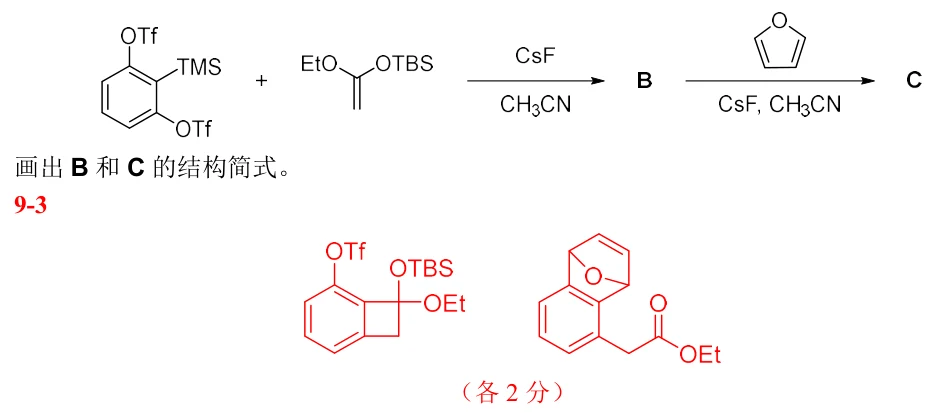 OTf
TMS
OTf
+
EtO OTBS
CsF
CH₃CN
B
O
CsF, CH₃CN
C
画出 B 和 C 的结构简式。
9-3
OTf
OTBS
OEt
O
O
OEt
（各 2 分）